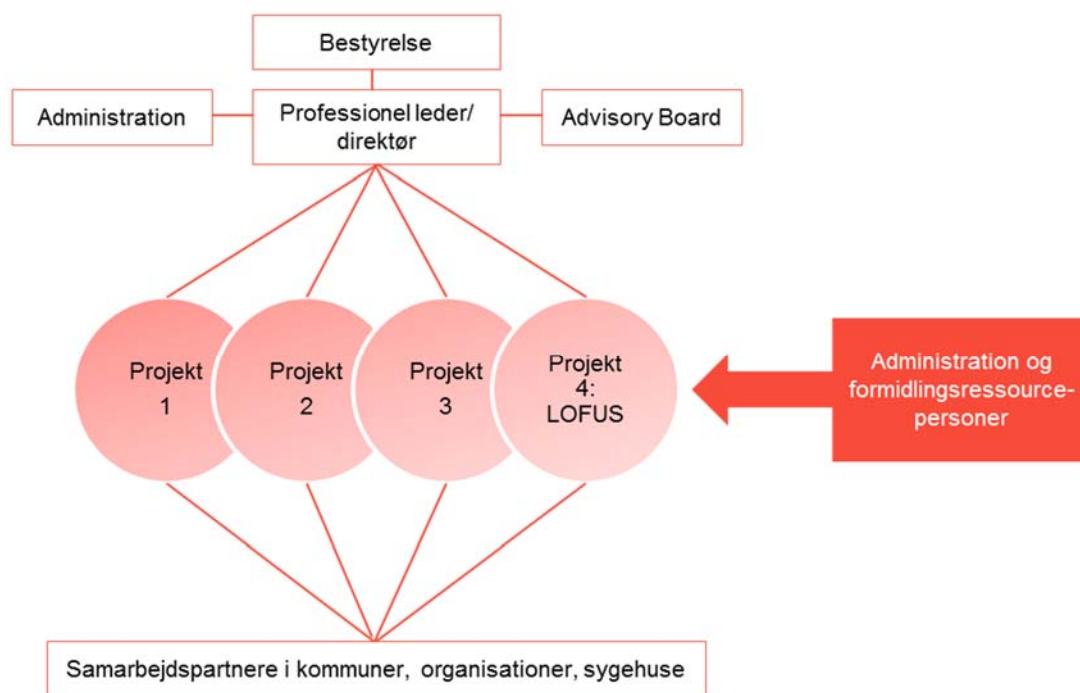 Bestyrelse
Administration
Professionel leder/
direktør
Advisory Board
Projekt
1
Projekt
2
Projekt
3
Projekt
4:
LOFUS
Administration og
formidlingsressource-
personer
Samarbejdspartnere i kommuner, organisationer, sygehuse